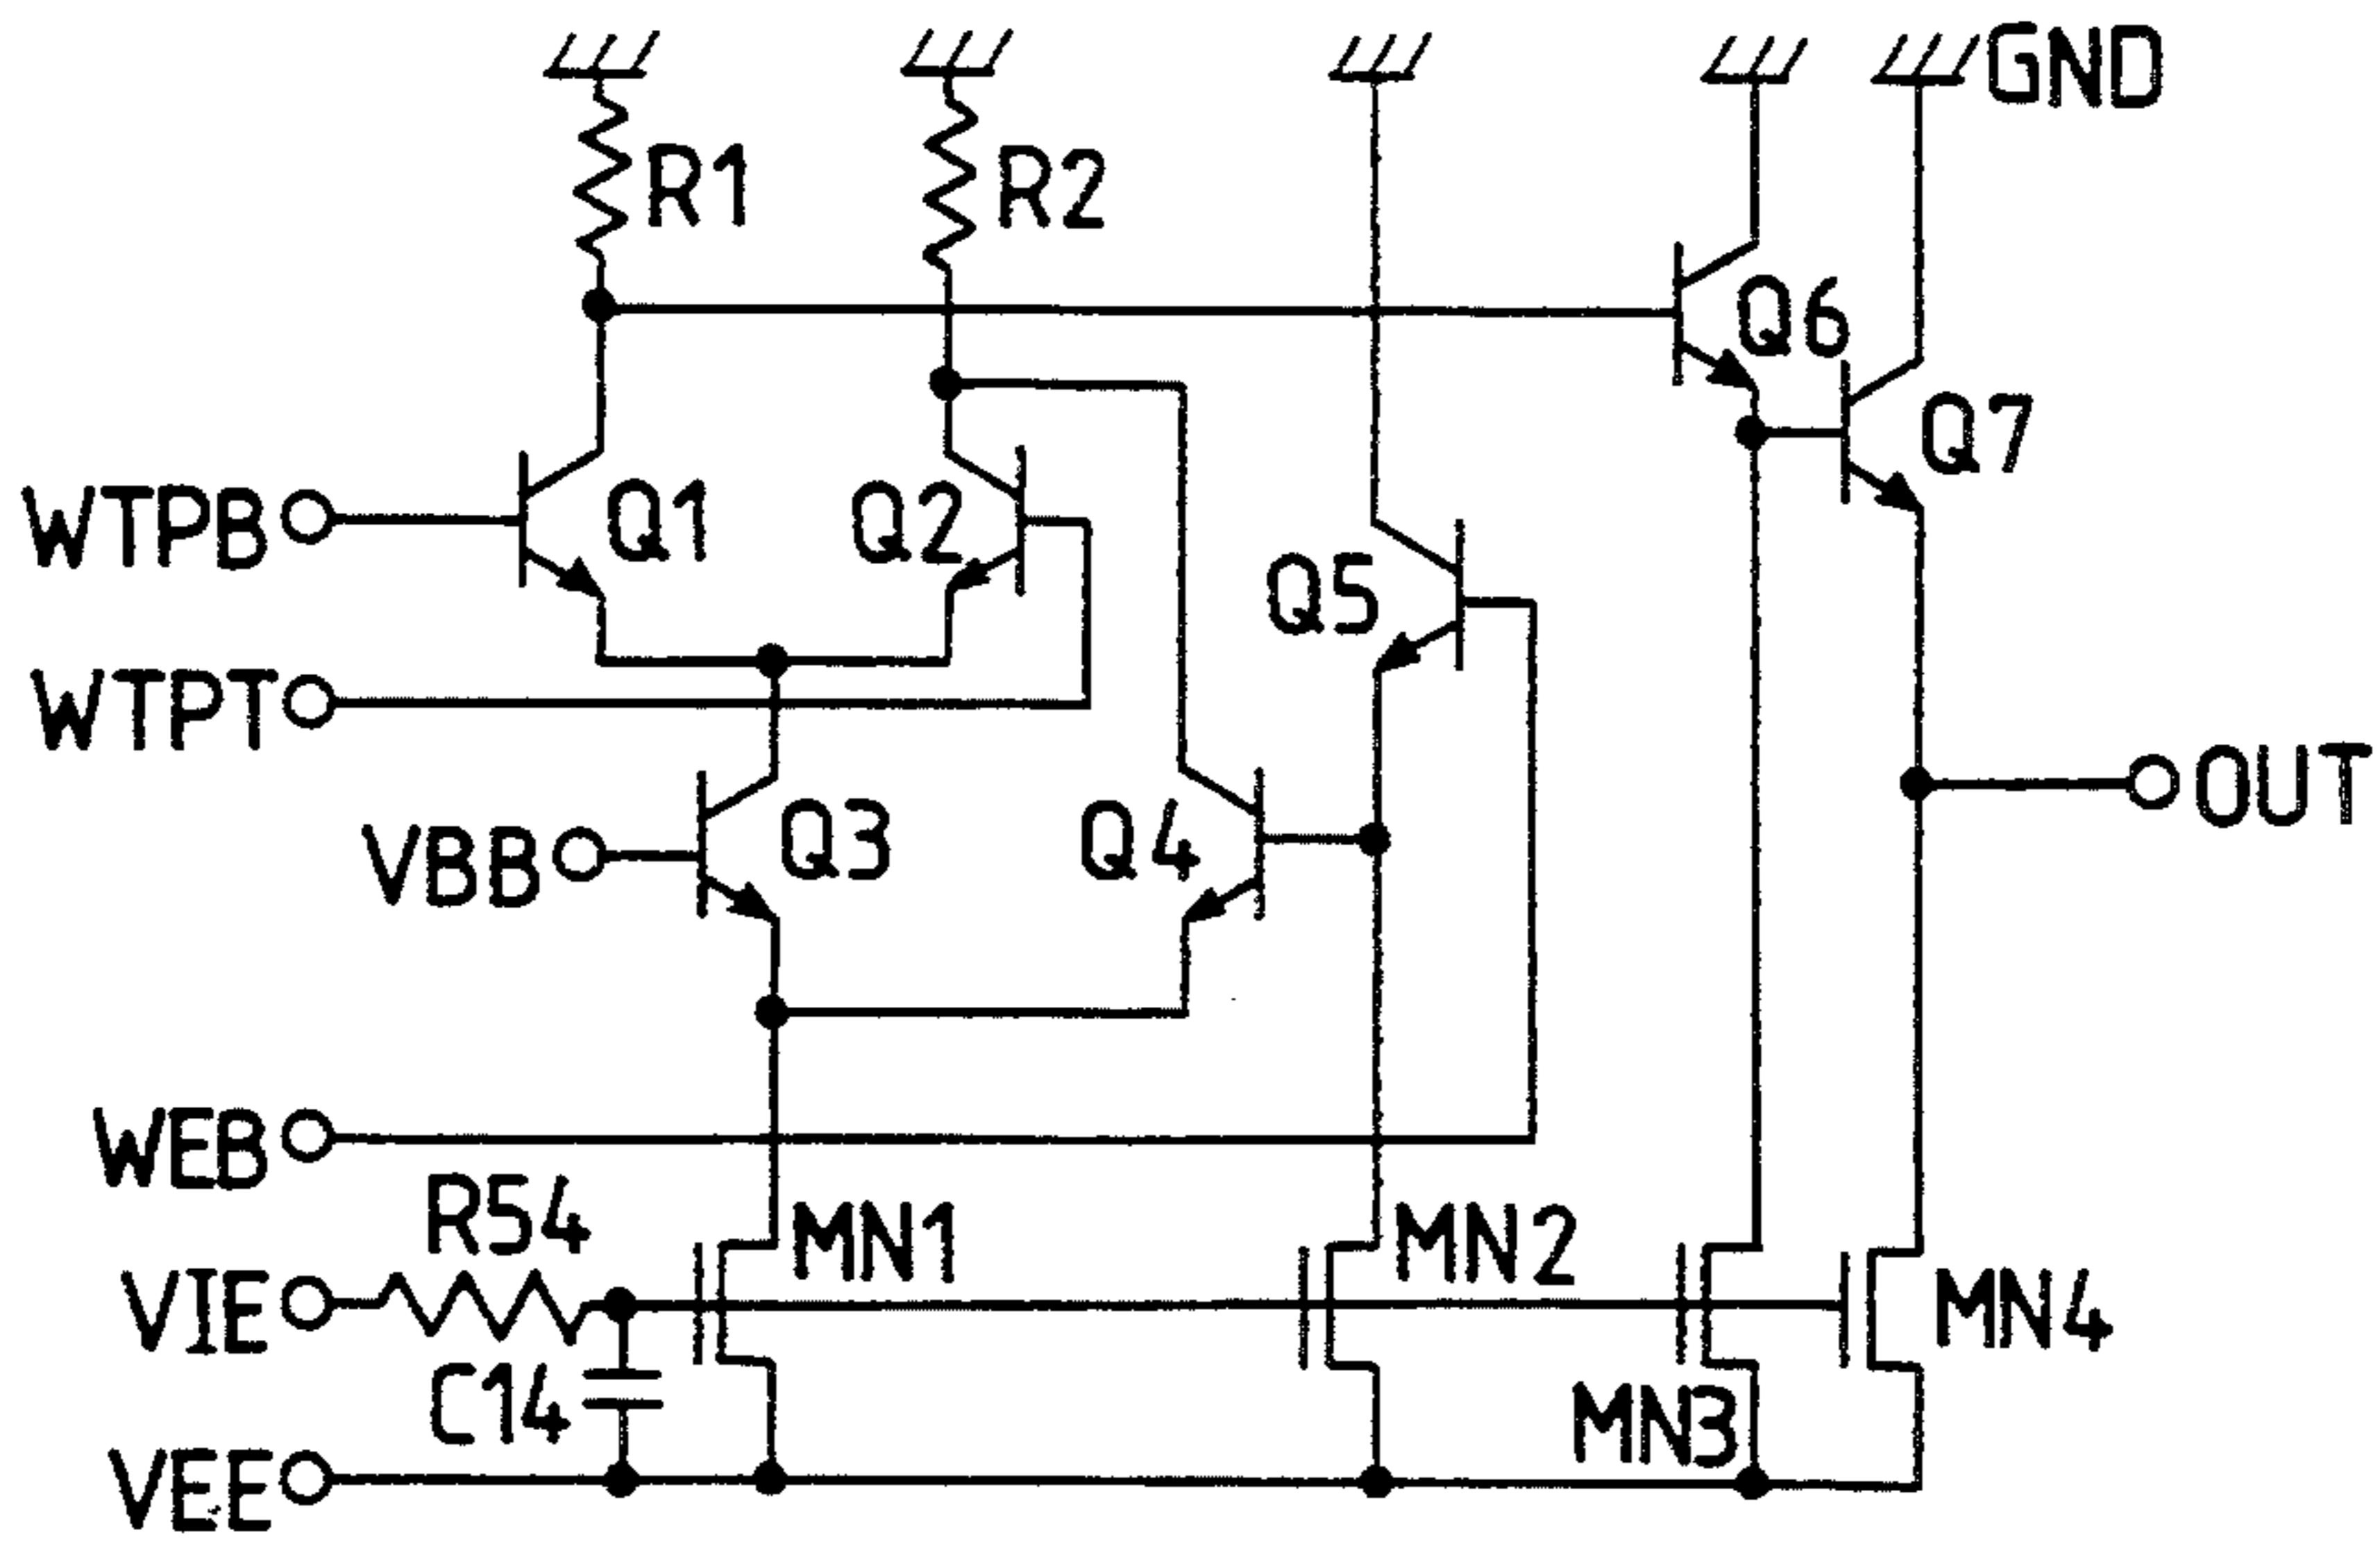 GND
R1
R2
Q6
Q7
WTPB
Q1
Q2
Q5
WTPT
OUT
VBB
Q3
Q4
WEB
R54
MN1
MN2
VIE
MN4
C14
MN3
VEE